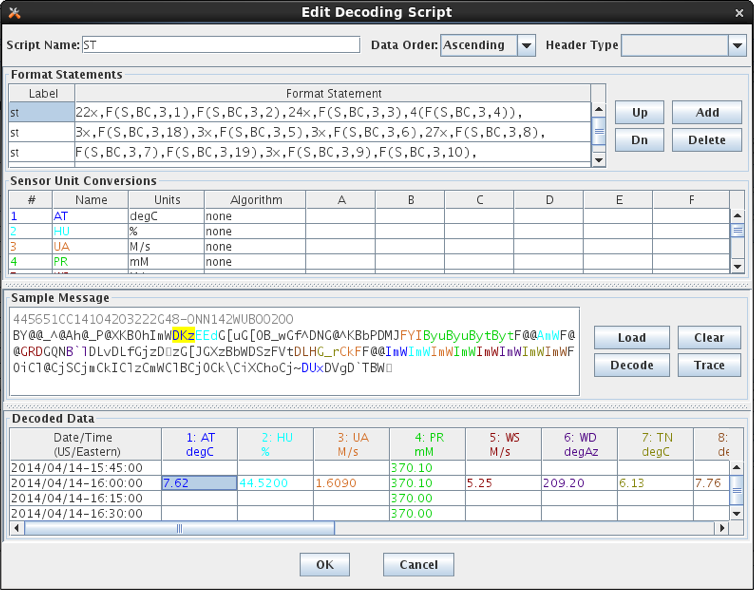 Edit Decoding Script
Script Name: ST Data Order: Ascending Header Type
Format Statements
Label Format Statement
st 22x,F(S,BC,3,1),F(S,BC,3,2),24x,F(S,BC,3,3),4(F(S,BC,3,4)),
st 3x,F(S,BC,3,18),3x,F(S,BC,3,5),3x,F(S,BC,3,6),27x,F(S,BC,3,8),
st F(S,BC,3,7),F(S,BC,3,19),3x,F(S,BC,3,9),F(S,BC,3,10),
Up Add
Dn Delete
Sensor Unit Conversions
# Name Units Algorithm A B C D E F
1 AT degC none
2 HU % none
3 UA M/s none
4 PR mM none
Sample Message
445651CC14104203222G48-0NN142WUB00200
BY@@_^@Ah@_P@XKBOhImWDKzEEdG[uG[OB_wGf^DNG@^KBbPDMJFYIByuByuBytBytF@@AmWF@
@GRDGQNB`lDLvDLfGjzD zG[JGXzBbWDSzFVtDLHG_rCkFF@@ImWImWImWImWImWImWImWImWF
OiCl@CjSCjmCkIClzCmWClBCjOCk\CiXChoCj~DUxDVgD`TBW
Load Clear
Decode Trace
Decoded Data
Date/Time 1: AT 2: HU 3: UA 4: PR 5: WS 6: WD 7: TN 8:
(US/Eastern) degC % M/s mM M/s degAz degC de
2014/04/14-15:45:00 370.10
2014/04/14-16:00:00 7.62 44.5200 1.6090 370.10 5.25 209.20 6.13 7.76
2014/04/14-16:15:00 370.00
2014/04/14-16:30:00 370.00
OK Cancel